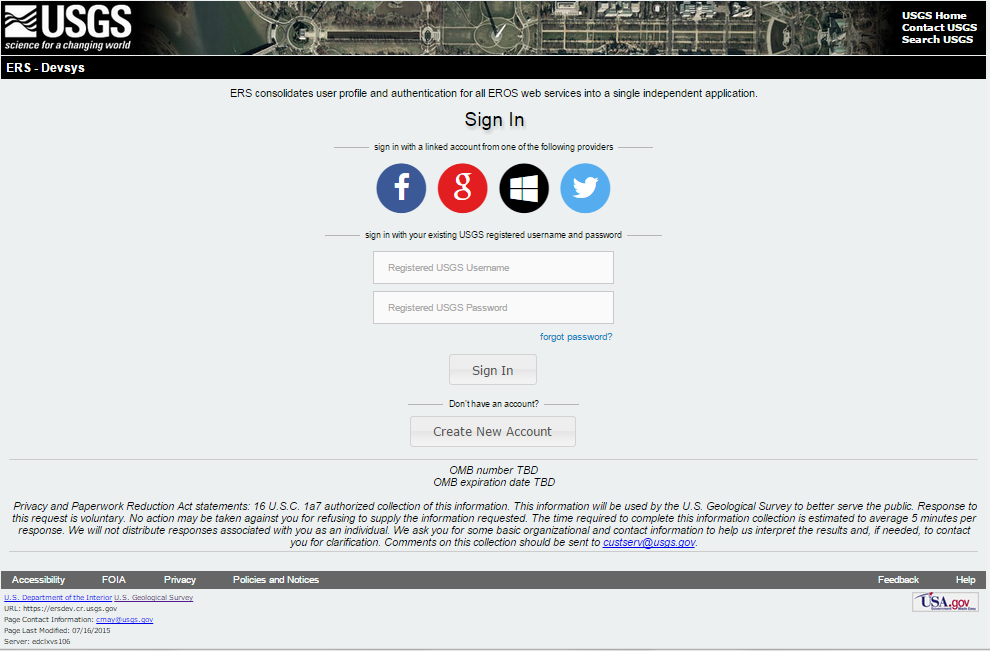 USGS
science for a changing world
USGS Home
Contact USGS
Search USGS
ERS - Devsys
ERS consolidates user profile and authentication for all EROS web services into a single independent application.
Sign In
sign in with a linked account from one of the following providers
f
g
sign in with your existing USGS registered username and password
Registered USGS Username
Registered USGS Password
forgot password?
Sign In
Don't have an account?
Create New Account
OMB number TBD
OMB expiration date TBD
Privacy and Paperwork Reduction Act statements: 16 U.S.C. 1a7 authorized collection of this information. This information will be used by the U.S. Geological Survey to better serve the public. Response to
this request is voluntary. No action may be taken against you for refusing to supply the information requested. The time required to complete this information collection is estimated to average 5 minutes per
response. We will not distribute responses associated with you as an individual. We ask you for some basic organizational and contact information to help us interpret the results and, if needed, to contact
you for clarification. Comments on this collection should be sent to custserv@usgs.gov.
Accessibility FOIA Privacy Policies and Notices Feedback Help
U.S. Department of the Interior U.S. Geological Survey
URL: https://ersdev.cr.usgs.gov
Page Contact Information: cmay@usgs.gov
Page Last Modified: 07/16/2015
Server: edclxvs106
USA.gov